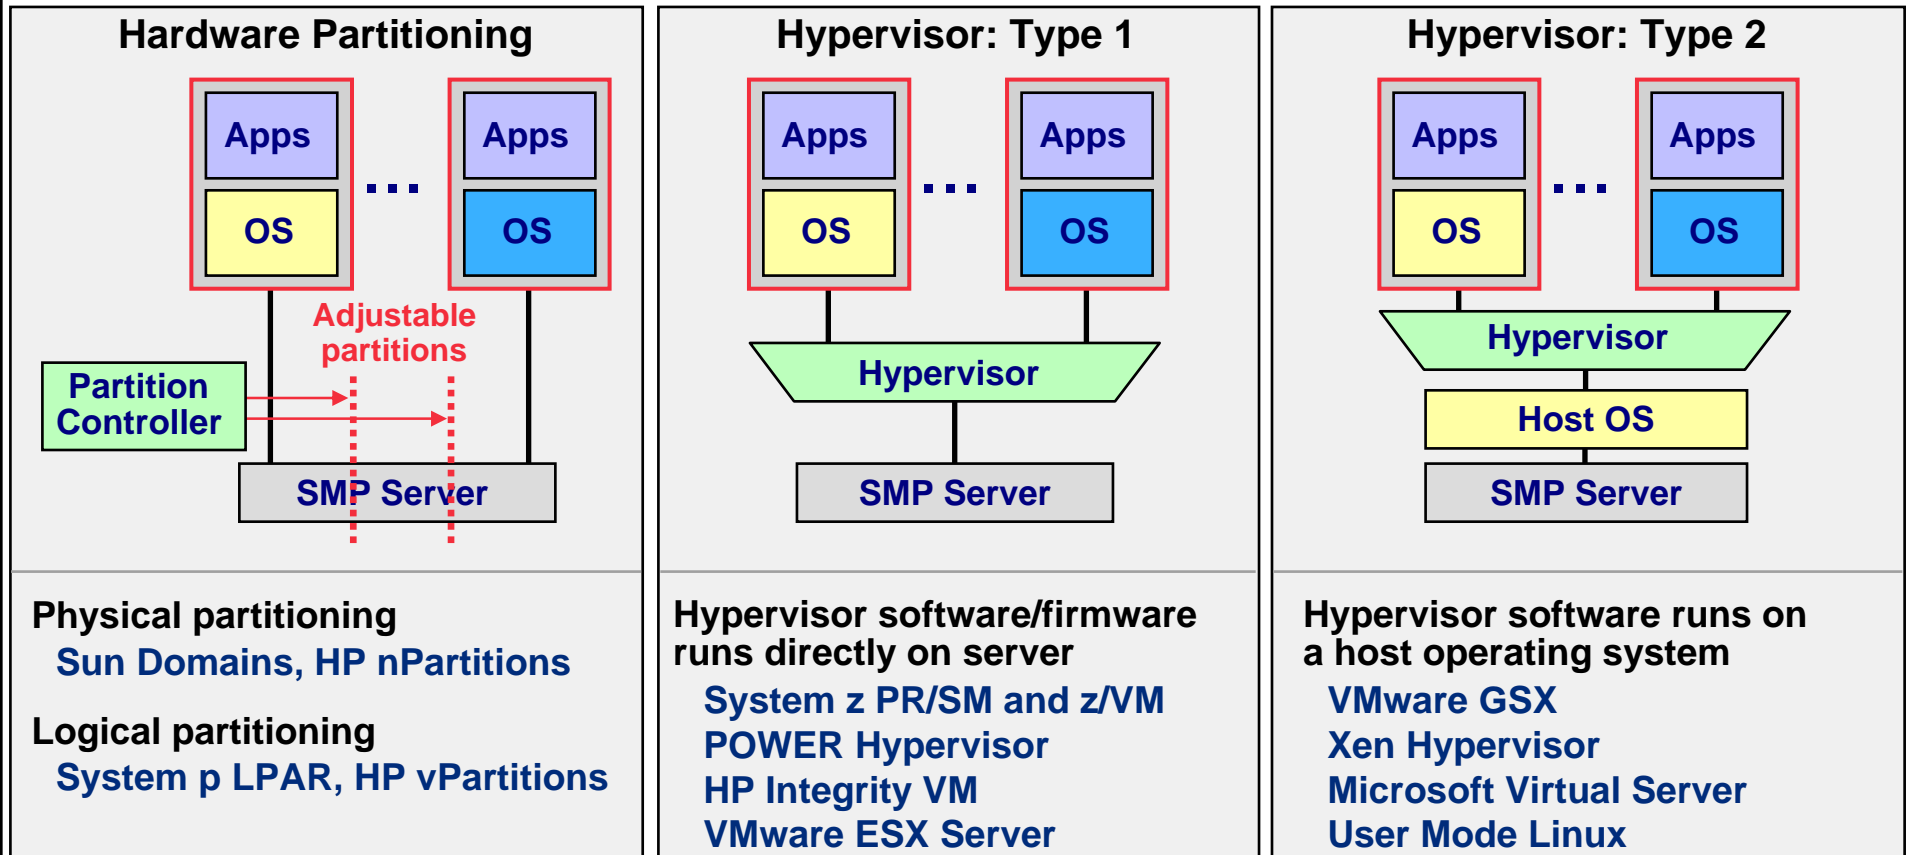 Hardware Partitioning
Apps
Apps
OS
OS
Adjustable
partitions
Partition
Controller
SMP Server
Physical partitioning
Sun Domains, HP nPartitions
Logical partitioning
System p LPAR, HP vPartitions
Hypervisor: Type 1
Apps
Apps
OS
OS
Hypervisor
SMP Server
Hypervisor software/firmware
runs directly on server
System z PR/SM and z/VM
POWER Hypervisor
HP Integrity VM
VMware ESX Server
Hypervisor: Type 2
Apps
Apps
OS
OS
Hypervisor
Host OS
SMP Server
Hypervisor software runs on
a host operating system
VMware GSX
Xen Hypervisor
Microsoft Virtual Server
User Mode Linux